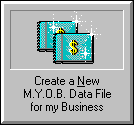 $
$
Create a New
M.Y.O.B. Data File
for my Business